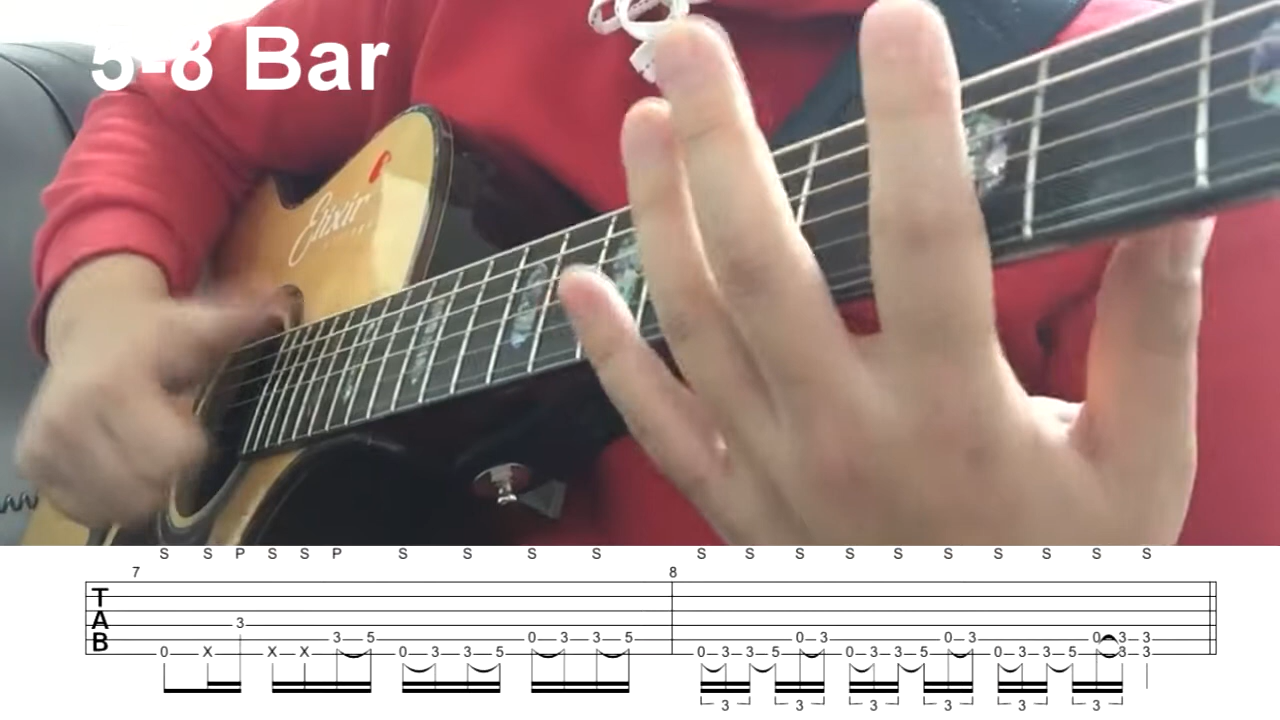 5-8 Bar
Elixir
S S P S S P S S S S S S S S S S S S S S
7 8
T
A
B
3
3 5 0 3 3 5 0 3 0 3 0 3 3
0 X X X 0 3 3 5 0 3 3 5 0 3 3 5 0 3 3 5 3 3
3 3 3 3 3 3